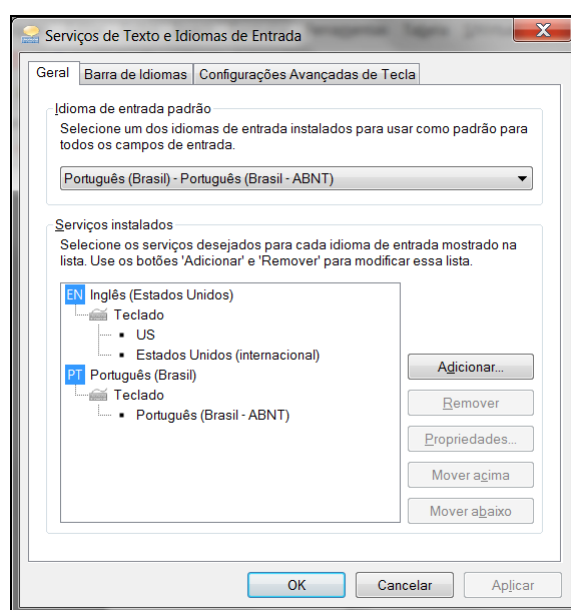 Serviços de Texto e Idiomas de Entrada
X
Geral
Barra de Idiomas
Configurações Avançadas de Tecla
Idioma de entrada padrão
Selecione um dos idiomas de entrada instalados para usar como padrão para
todos os campos de entrada.
Português (Brasil) - Português (Brasil - ABNT)
Serviços instalados
Selecione os serviços desejados para cada idioma de entrada mostrado na
lista. Use os botões 'Adicionar' e 'Remover' para modificar essa lista.
EN Inglês (Estados Unidos)
Teclado
US
Estados Unidos (internacional)
PT Português (Brasil)
Teclado
Português (Brasil - ABNT)
Adicionar...
Remover
Propriedades...
Mover acima
Mover abaixo
OK
Cancelar
Aplicar